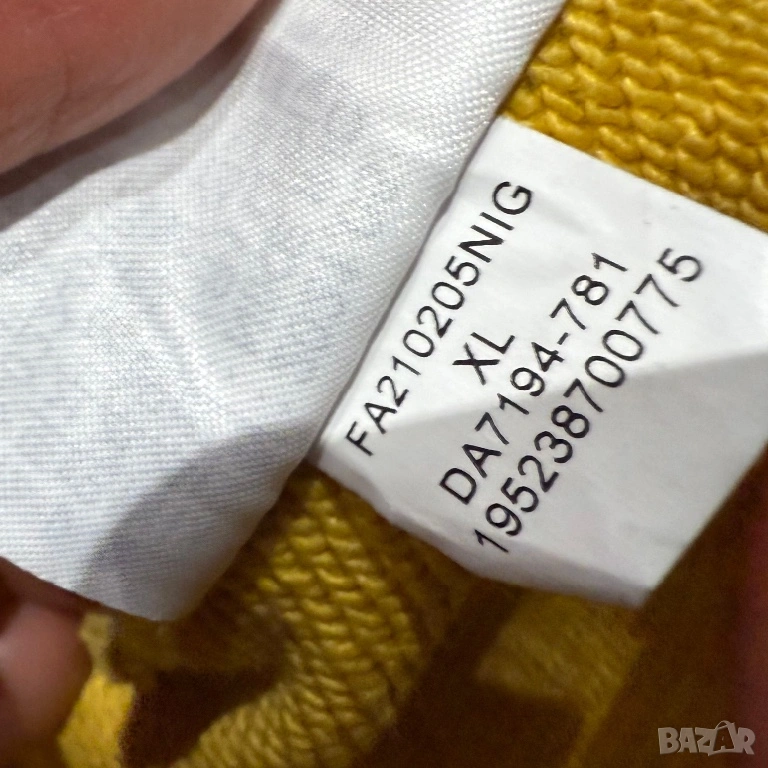 FA210205NIG
XL
DA7194-781
195238700775
BAZAR